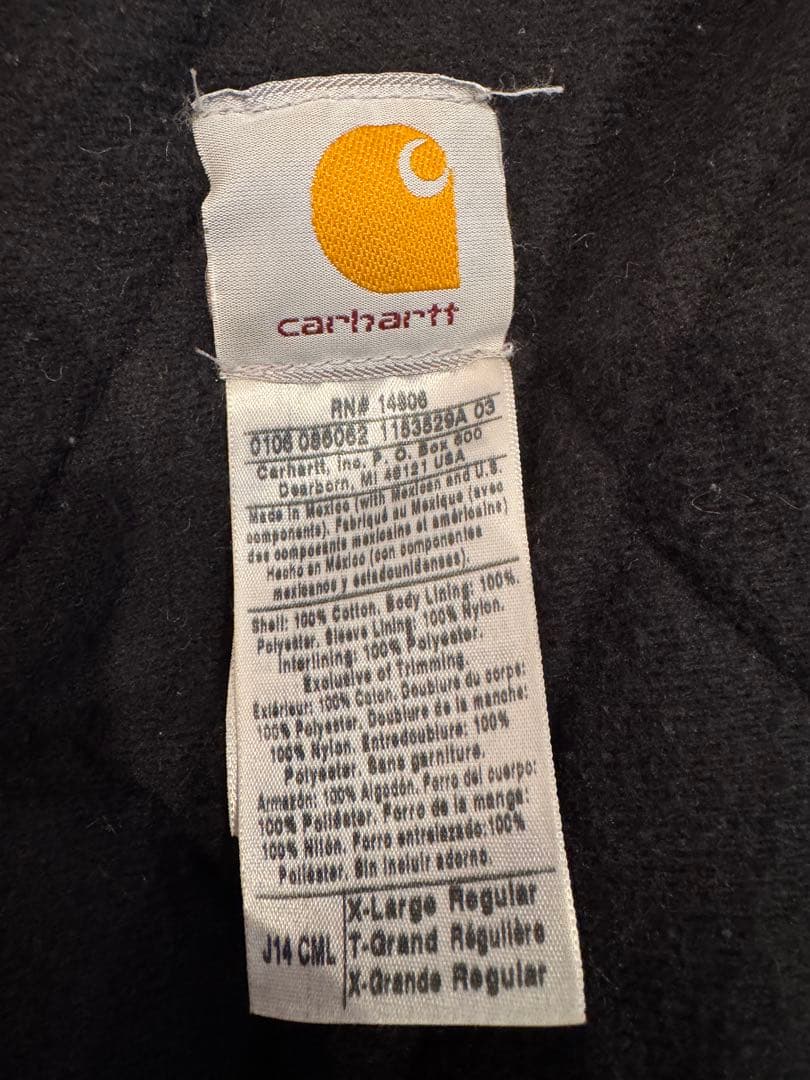 carhartt
RN# 14806
0106 086062 1183529A 03
Carhartt, Inc. P. O. Box 600
Dearborn, MI 48121 USA
Made in Mexico (with Mexican and U.S.
components). Fabriqué au Mexique (avec
des composants mexicains et américains)
Hecho en México (con componentes
mexicanos y estadounidenses).
Shell: 100% Cotton. Body Lining: 100%
Polyester. Sleeve Lining: 100% Nylon.
Interlining: 100% Polyester.
Exclusive of Trimming.
Extérieur: 100% Coton. Doublure du corps:
100% Polyester. Doublure de la manche:
100% Nylon. Entredoublure: 100%
Polyester. Sans garniture.
Armazón: 100% Algodón. Forro del cuerpo:
100% Poliéster. Forro de la manga:
100% Nilón. Forro entrelazado: 100%
Poliéster. Sin incluir adorno.
J14 CML
X-Large Regular
T-Grand Régulière
X-Grande Regular